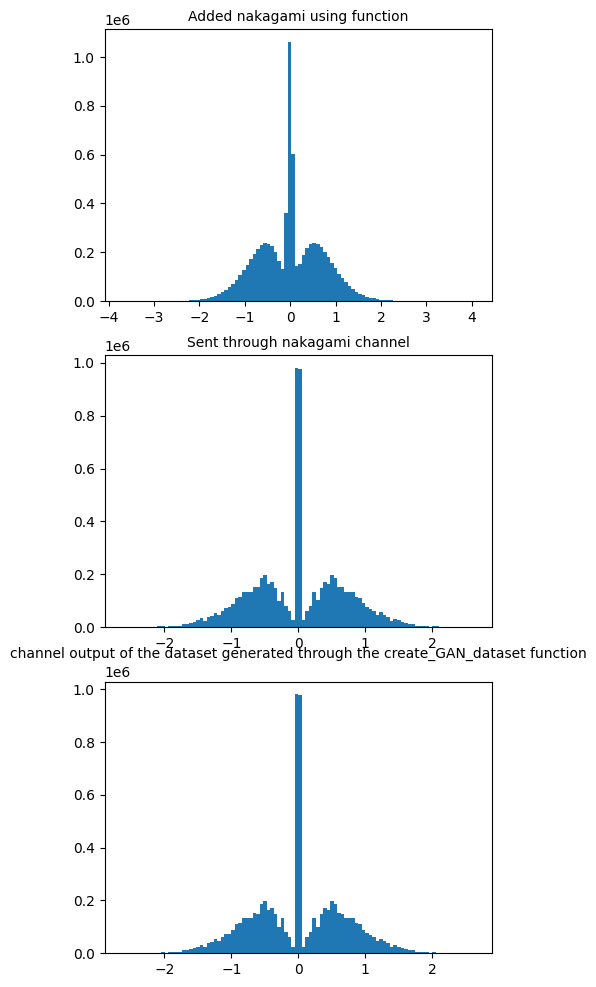 Added nakagami using function
1e6
1.0
0.8
0.6
0.4
0.2
0.0
−4 −3 −2 −1 0 1 2 3 4
Sent through nakagami channel
1e6
1.0
0.8
0.6
0.4
0.2
0.0
−2 −1 0 1 2
channel output of the dataset generated through the create_GAN_dataset function
1e6
1.0
0.8
0.6
0.4
0.2
0.0
−2 −1 0 1 2